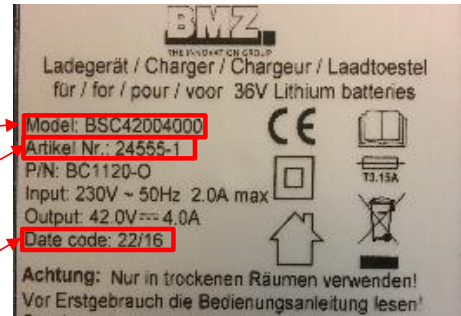 BMZ
THE INNOVATION GROUP
Ladegerät / Charger / Chargeur / Laadtoestel
für / for / pour / voor 36V Lithium batteries
Model: BSC42004000
Artikel Nr.: 24555-1
P/N: BC1120-O
Input: 230V ~ 50Hz 2.0A max
Output: 42.0V⎓ 4.0A
Date code: 22/16
CE
T3.15A
Achtung: Nur in trockenen Räumen verwenden!
Vor Erstgebrauch die Bedienungsanleitung lesen!